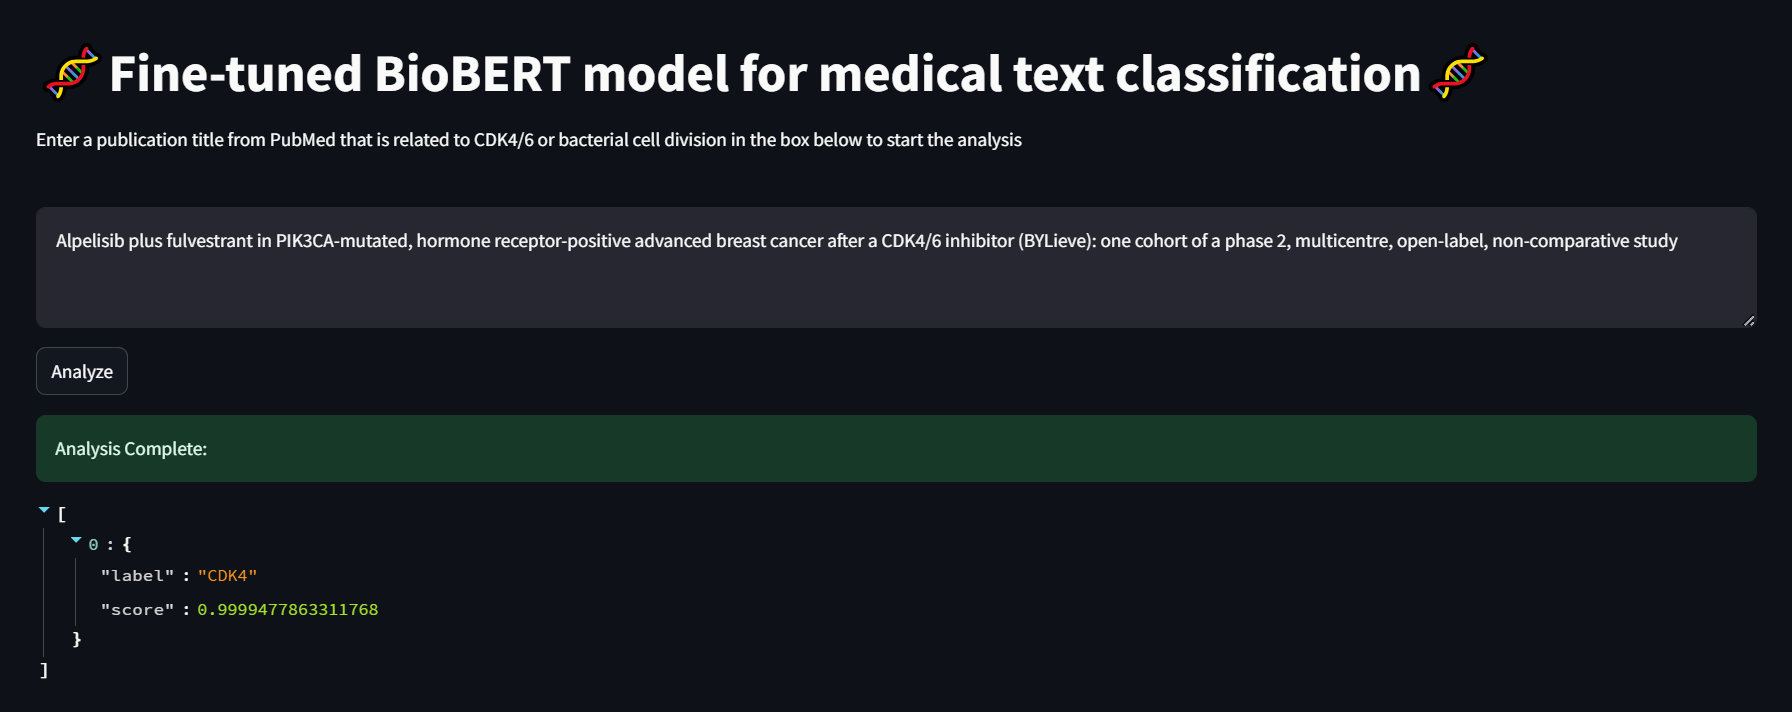 🧬 Fine-tuned BioBERT model for medical text classification 🧬
Enter a publication title from PubMed that is related to CDK4/6 or bacterial cell division in the box below to start the analysis
Alpelisib plus fulvestrant in PIK3CA-mutated, hormone receptor-positive advanced breast cancer after a CDK4/6 inhibitor (BYLieve): one cohort of a phase 2, multicentre, open-label, non-comparative study
Analyze
Analysis Complete:
[
0 : {
"label" : "CDK4"
"score" : 0.9999477863311768
}
]